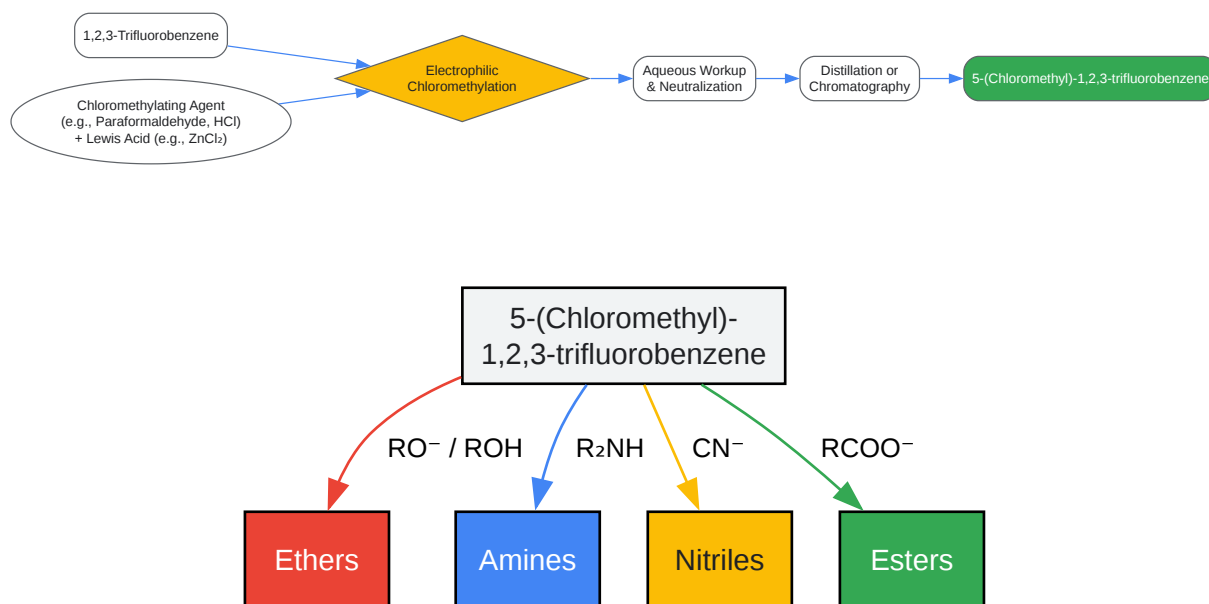 1,2,3-Trifluorobenzene
Chloromethylating Agent
(e.g., Paraformaldehyde, HCl)
+ Lewis Acid (e.g., ZnCl₂)
Electrophilic
Chloromethylation
Aqueous Workup
& Neutralization
Distillation or
Chromatography
5-(Chloromethyl)-1,2,3-trifluorobenzene
5-(Chloromethyl)-
1,2,3-trifluorobenzene
RO⁻ / ROH
R₂NH
CN⁻
RCOO⁻
Ethers
Amines
Nitriles
Esters